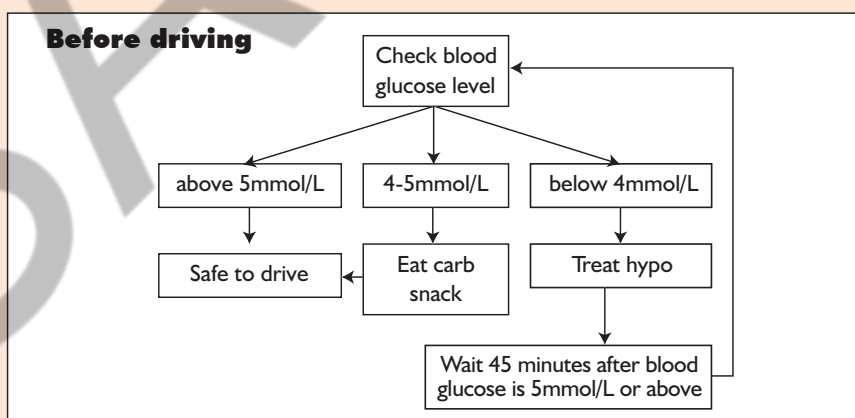 Before driving
Check blood
glucose level
above 5mmol/L
4-5mmol/L
below 4mmol/L
Safe to drive
Eat carb
snack
Treat hypo
Wait 45 minutes after blood
glucose is 5mmol/L or above